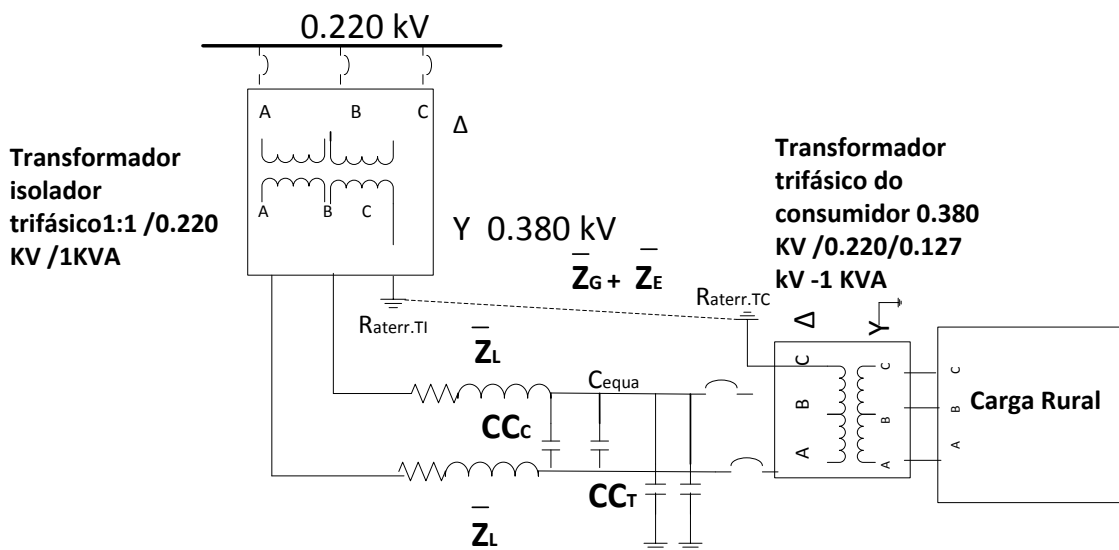 0.220 kV
A B C
Δ
Transformador
isolador
trifásico1:1 /0.220
KV /1KVA
A B C
Y 0.380 kV
Z̅G + Z̅E
Raterr.TI
Raterr.TC
Transformador
trifásico do
consumidor 0.380
KV /0.220/0.127
kV -1 KVA
Δ Y
C B A
C B A
C B A
Carga Rural
Z̅L
Cequa
CCC
CCT
Z̅L